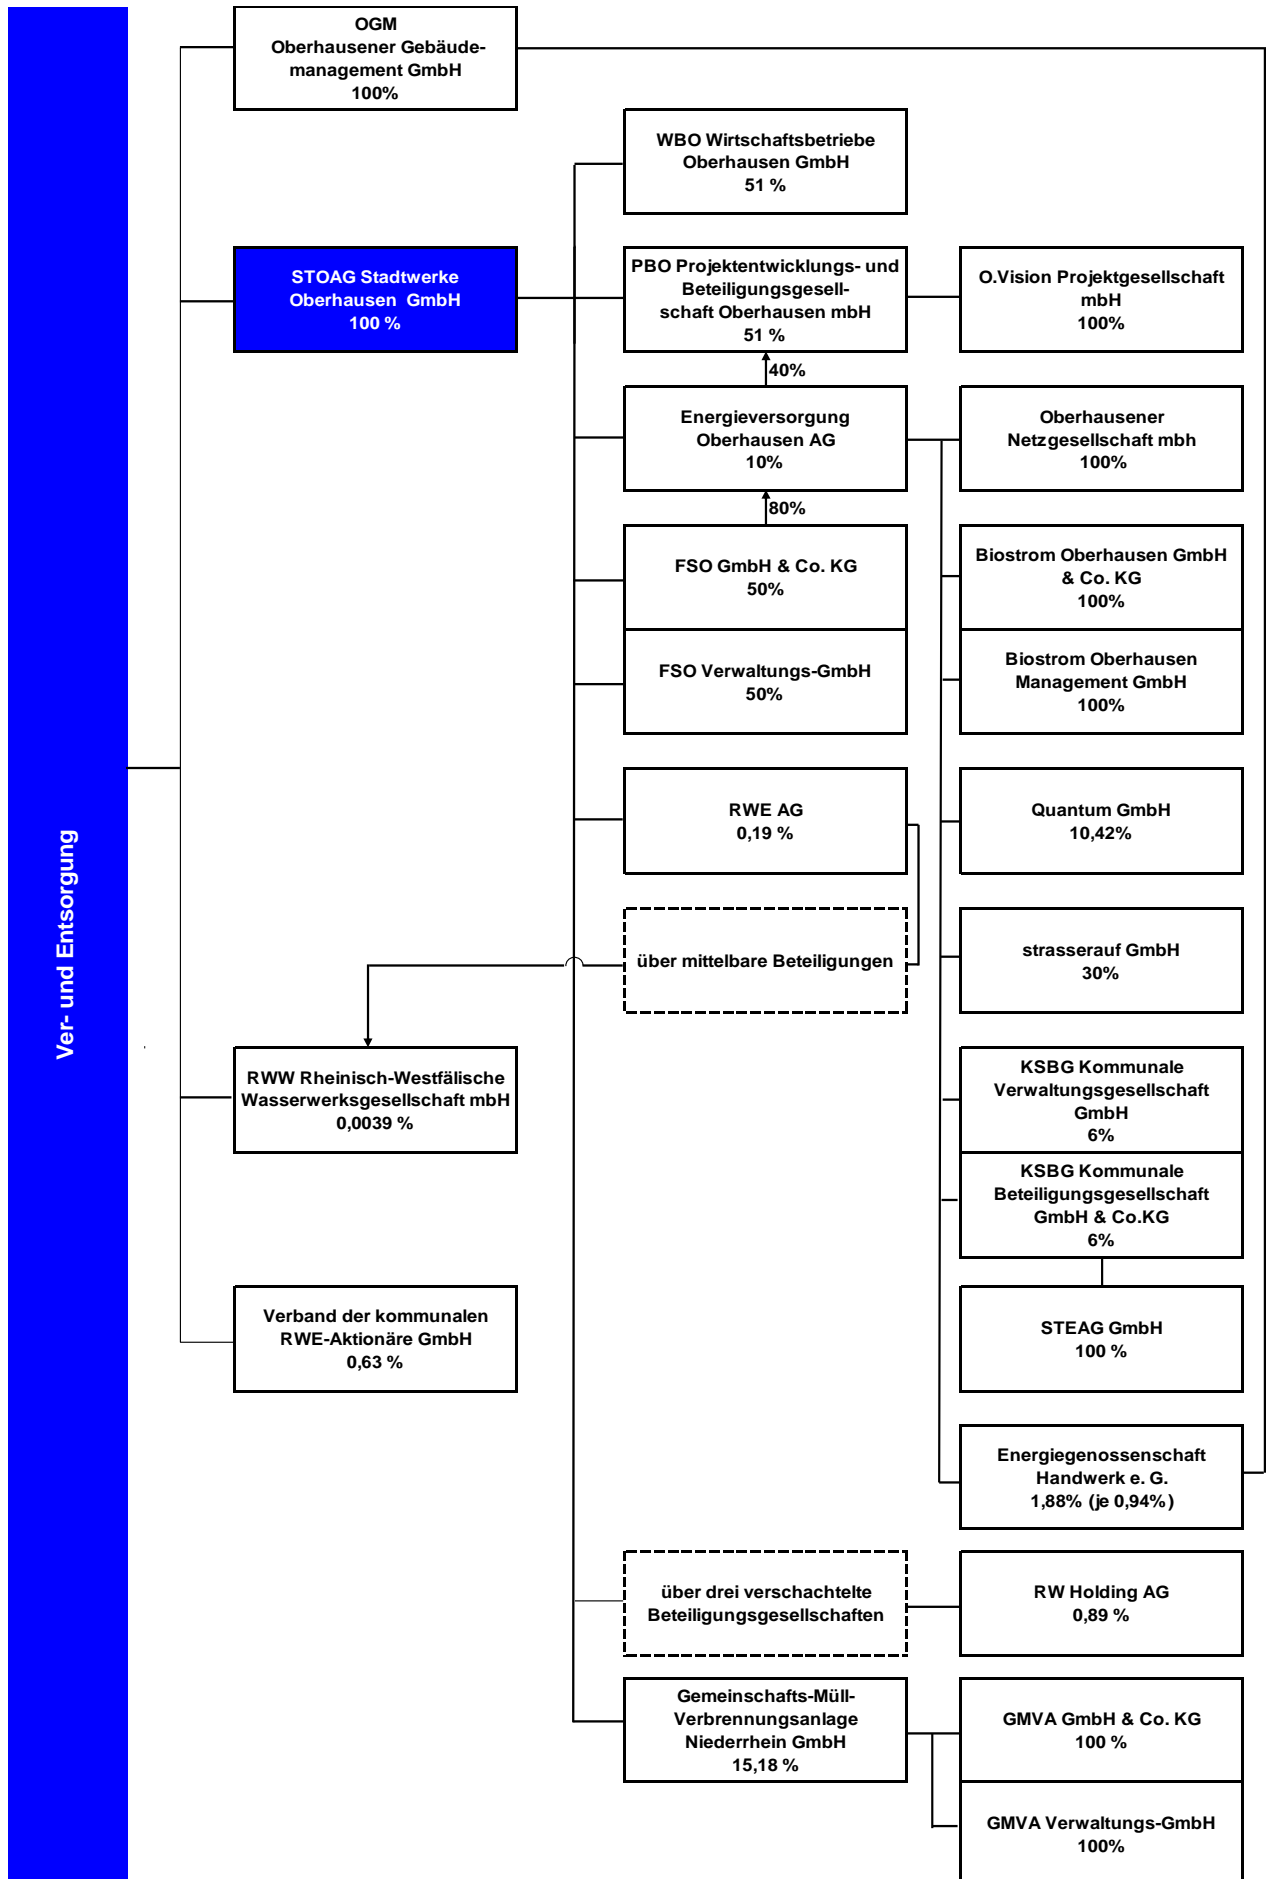 Ver- und Entsorgung
OGM
Oberhausener Gebäude-
management GmbH
100%
STOAG Stadtwerke
Oberhausen GmbH
100 %
RWW Rheinisch-Westfälische
Wasserwerksgesellschaft mbH
0,0039 %
Verband der kommunalen
RWE-Aktionäre GmbH
0,63 %
WBO Wirtschaftsbetriebe
Oberhausen GmbH
51 %
PBO Projektentwicklungs- und
Beteiligungsgesell-
schaft Oberhausen mbH
51 %
40%
Energieversorgung
Oberhausen AG
10%
80%
FSO GmbH & Co. KG
50%
FSO Verwaltungs-GmbH
50%
RWE AG
0,19 %
über mittelbare Beteiligungen
über drei verschachtelte
Beteiligungsgesellschaften
Gemeinschafts-Müll-
Verbrennungsanlage
Niederrhein GmbH
15,18 %
O.Vision Projektgesellschaft
mbH
100%
Oberhausener
Netzgesellschaft mbh
100%
Biostrom Oberhausen GmbH
& Co. KG
100%
Biostrom Oberhausen
Management GmbH
100%
Quantum GmbH
10,42%
strasserauf GmbH
30%
KSBG Kommunale
Verwaltungsgesellschaft
GmbH
6%
KSBG Kommunale
Beteiligungsgesellschaft
GmbH & Co.KG
6%
STEAG GmbH
100 %
Energiegenossenschaft
Handwerk e. G.
1,88% (je 0,94%)
RW Holding AG
0,89 %
GMVA GmbH & Co. KG
100 %
GMVA Verwaltungs-GmbH
100%